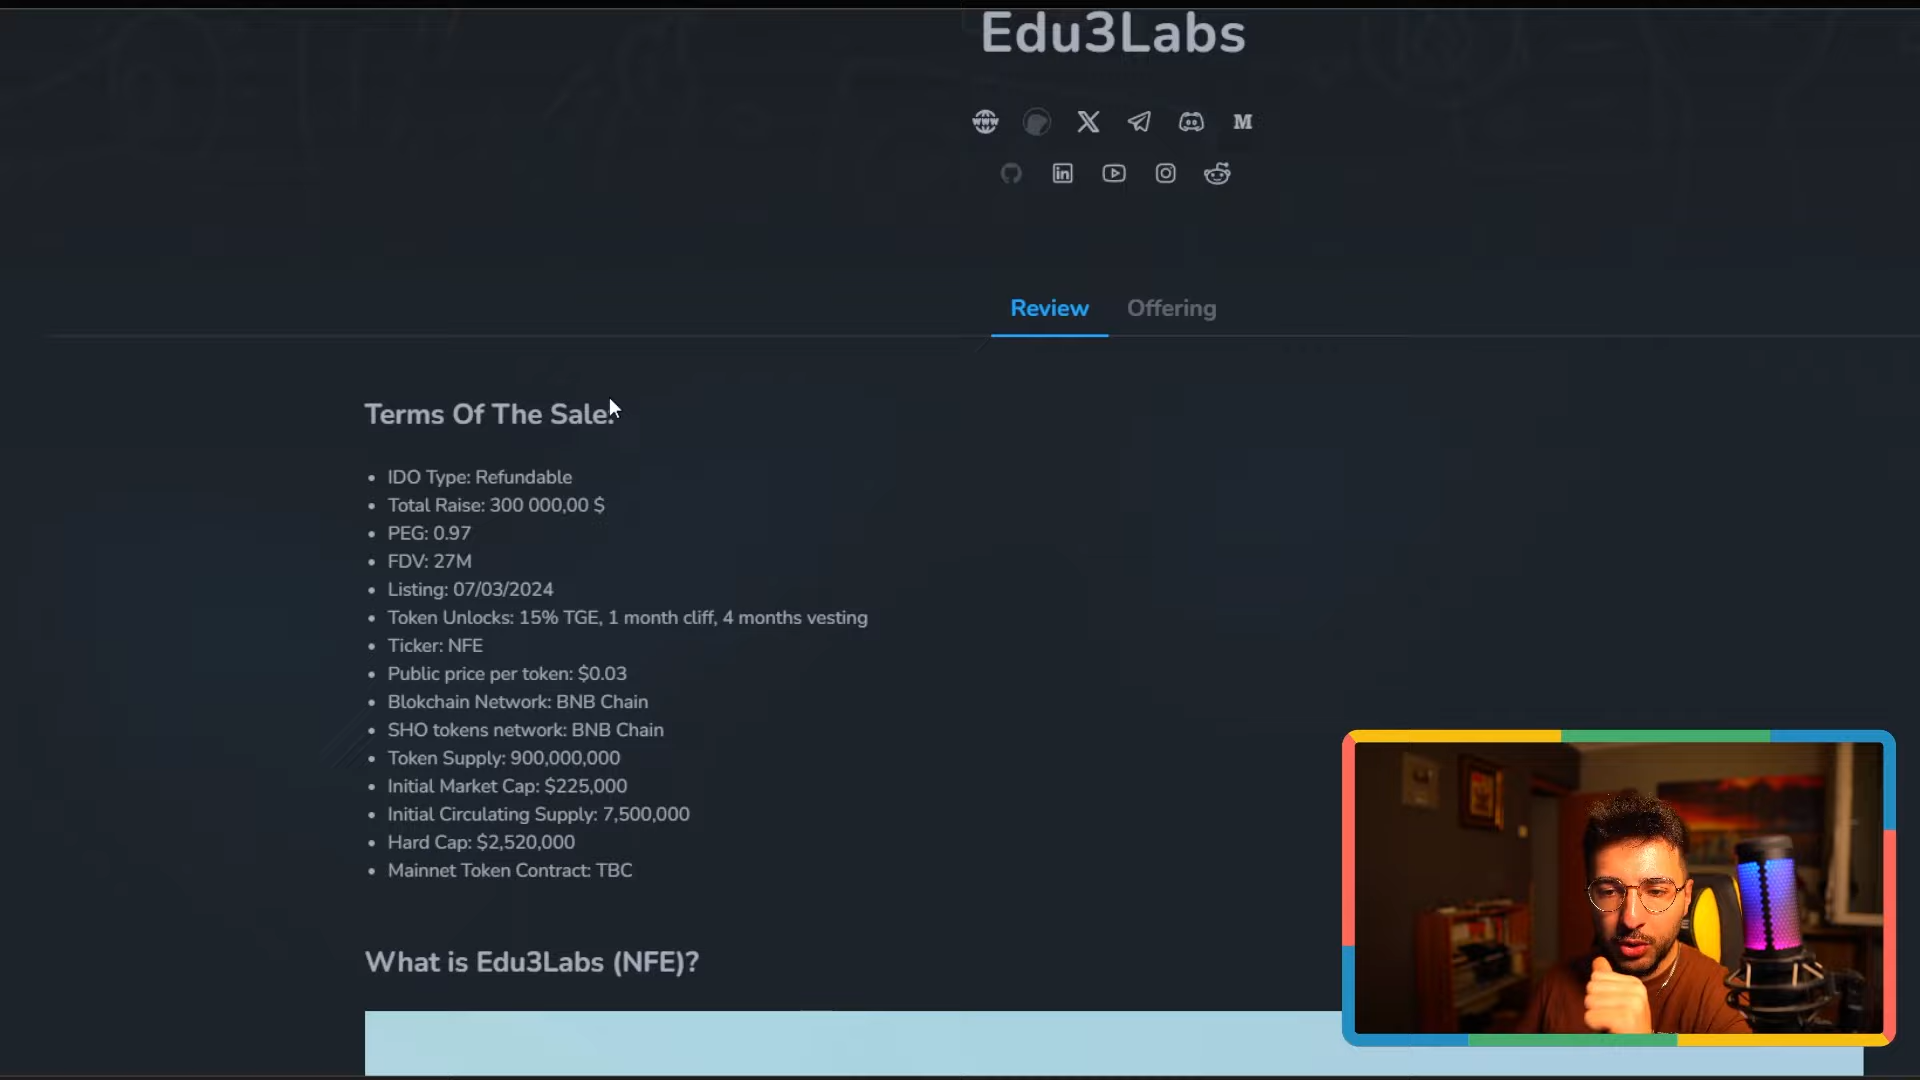 Edu3Labs
WWW
M
in
Review
Offering
Terms Of The Sale:
IDO Type: Refundable
Total Raise: 300 000,00 $
PEG: 0.97
FDV: 27M
Listing: 07/03/2024
Token Unlocks: 15% TGE, 1 month cliff, 4 months vesting
Ticker: NFE
Public price per token: $0.03
Blokchain Network: BNB Chain
SHO tokens network: BNB Chain
Token Supply: 900,000,000
Initial Market Cap: $225,000
Initial Circulating Supply: 7,500,000
Hard Cap: $2,520,000
Mainnet Token Contract: TBC
What is Edu3Labs (NFE)?